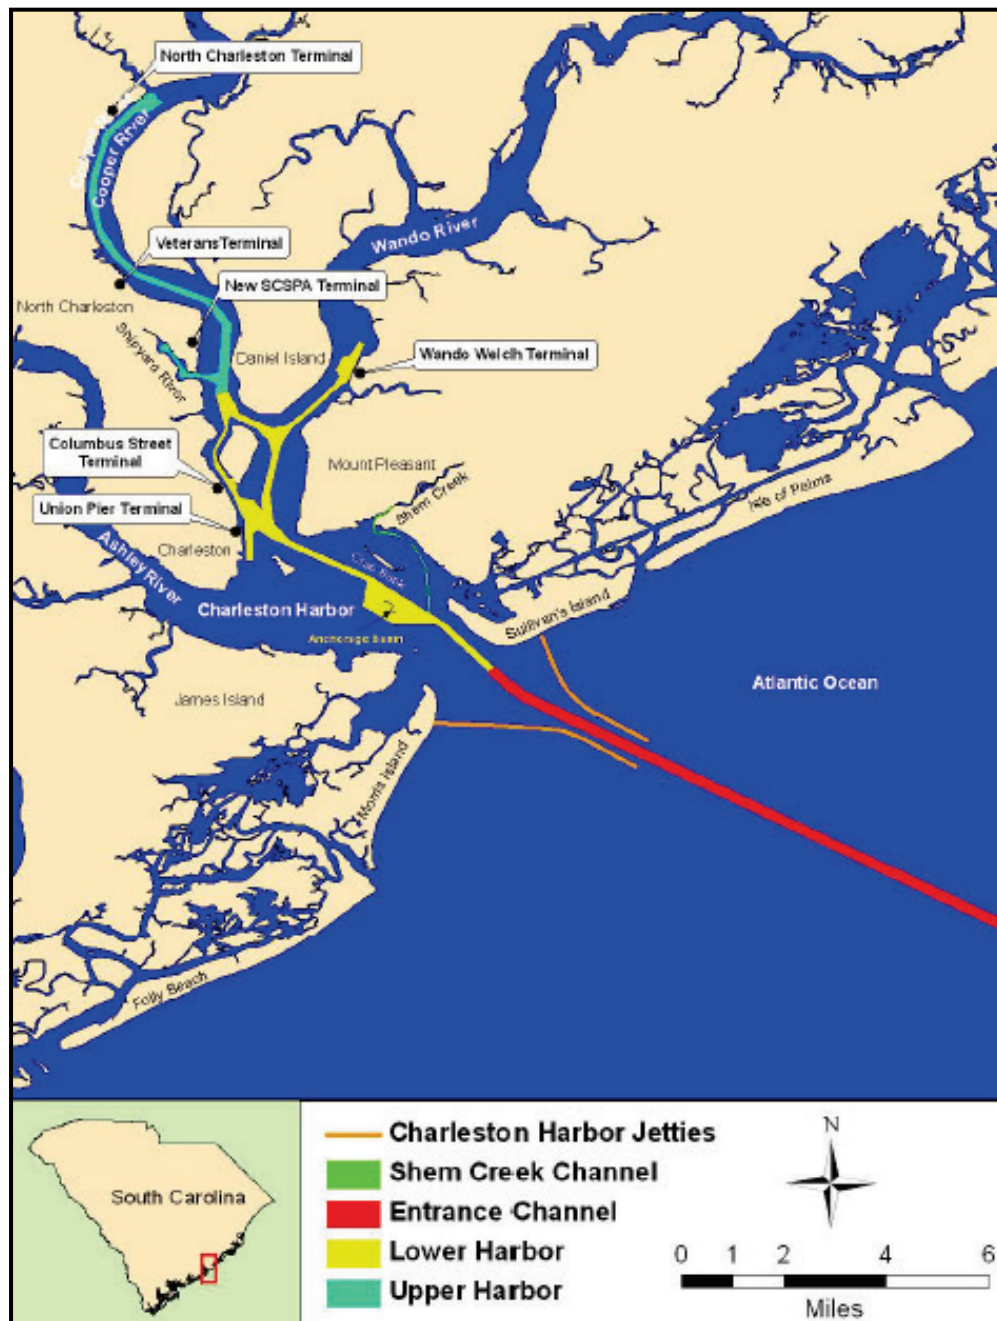 North Charleston Terminal
Cooper River
Wando River
Veterans Terminal
New SCSPA Terminal
North Charleston
Shipyard River
Daniel Island
Wando Welch Terminal
Columbus Street
Terminal
Mount Pleasant
Shem Creek
Union Pier Terminal
Isle of Palms
Charleston
Ashley River
Charleston Harbor
Sullivan's Island
Anchorage Basin
Atlantic Ocean
James Island
Morris Island
Folly Beach
South Carolina
Charleston Harbor Jetties
Shem Creek Channel
Entrance Channel
Lower Harbor
Upper Harbor
N
0 1 2 4 6
Miles